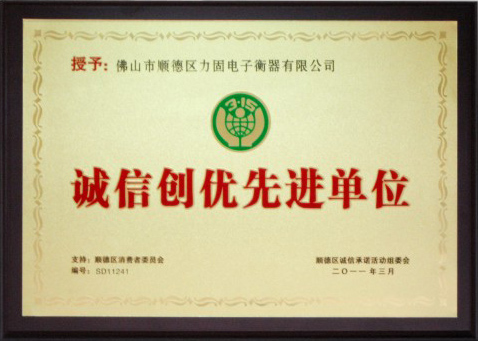 授予：佛山市顺德区力固电子衡器有限公司
3·15
诚信创优先进单位
支持：顺德区消费者委员会
编号：SD11241
顺德区诚信承诺活动组委会
二〇一一年三月